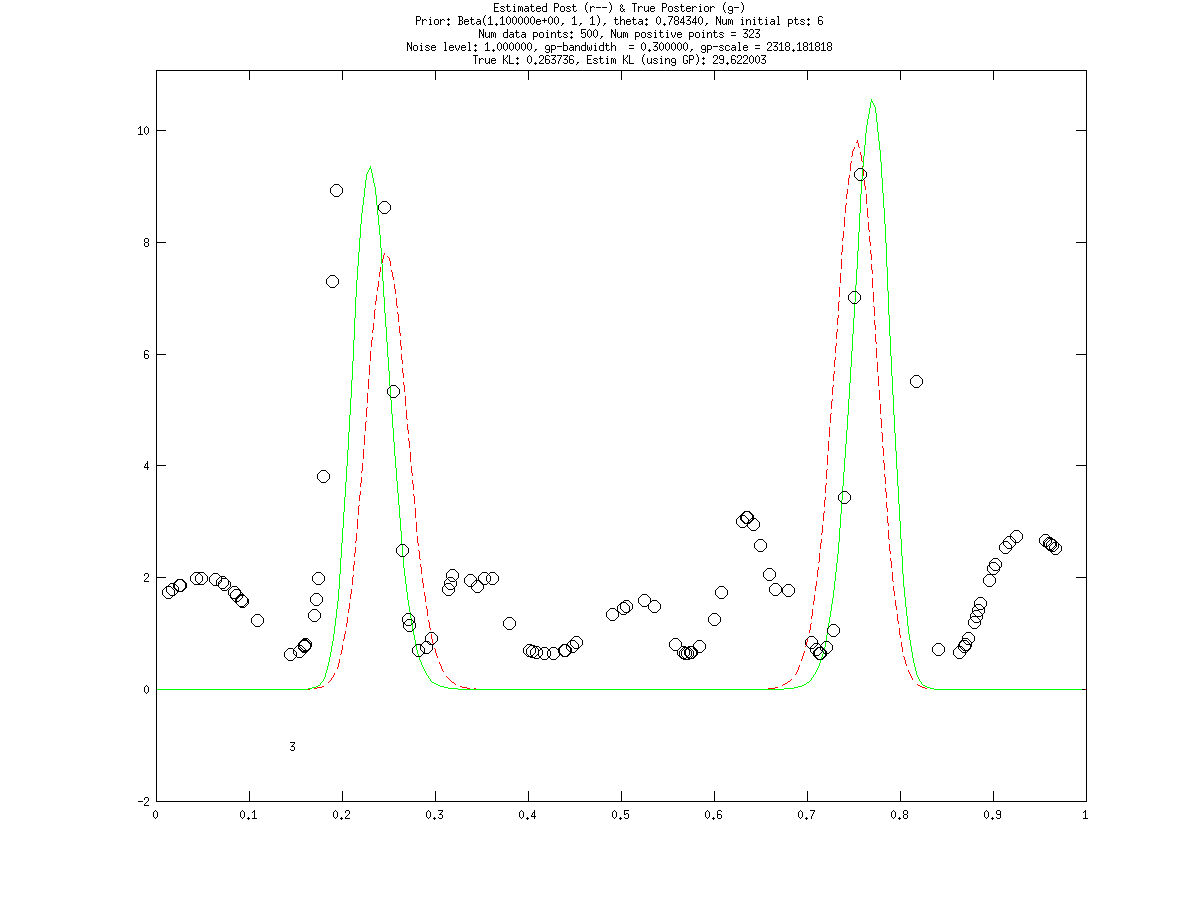 Estimated Post (r--) & True Posterior (g-)
Prior: Beta(1.100000e+00, 1, 1), theta: 0.784340, Num initial pts: 6
Num data points: 500, Num positive points = 323
Noise level: 1.000000, gp-bandwidth  = 0.300000, gp-scale = 2318.181818
True KL: 0.263736, Estim KL (using GP): 29.622003
10
8
6
4
2
0
3
-2
0 0.1 0.2 0.3 0.4 0.5 0.6 0.7 0.8 0.9 1